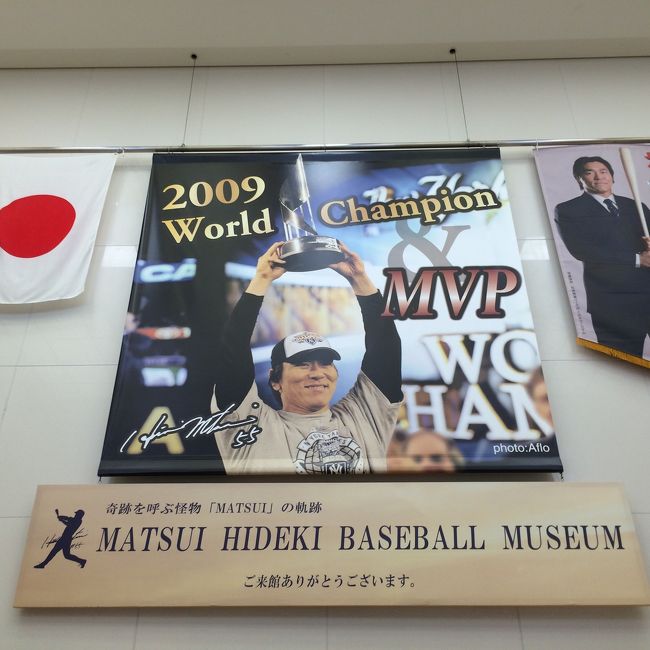 2009
World Champion
&
MVP
photo:Aflo
55
奇跡を呼ぶ怪物「MATSUI」の軌跡
MATSUI HIDEKI BASEBALL MUSEUM
ご来館ありがとうございます。